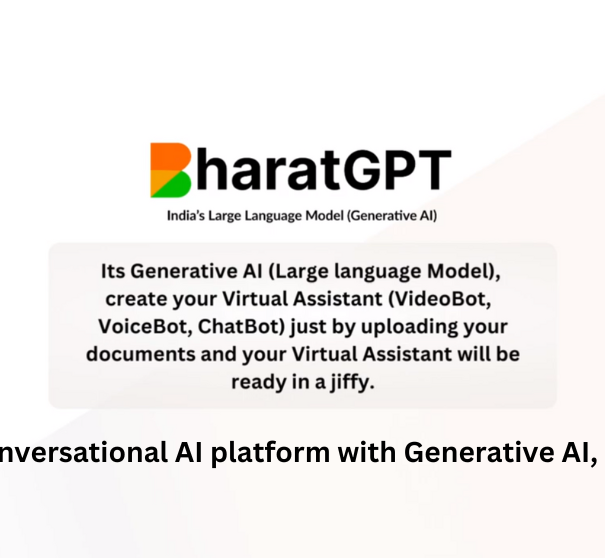 BharatGPT
India's Large Language Model (Generative AI)
Its Generative AI (Large language Model),
create your Virtual Assistant (VideoBot,
VoiceBot, ChatBot) just by uploading your
documents and your Virtual Assistant will be
ready in a jiffy.
nversational AI platform with Generative AI,